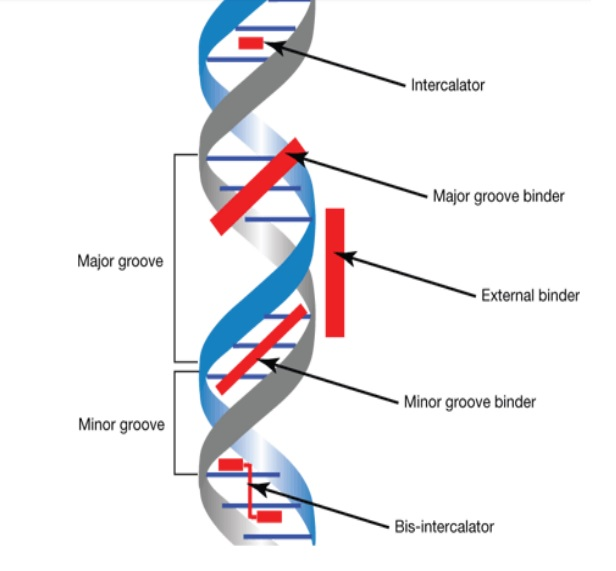 Intercalator
Major groove binder
Major groove
External binder
Minor groove binder
Minor groove
Bis-intercalator